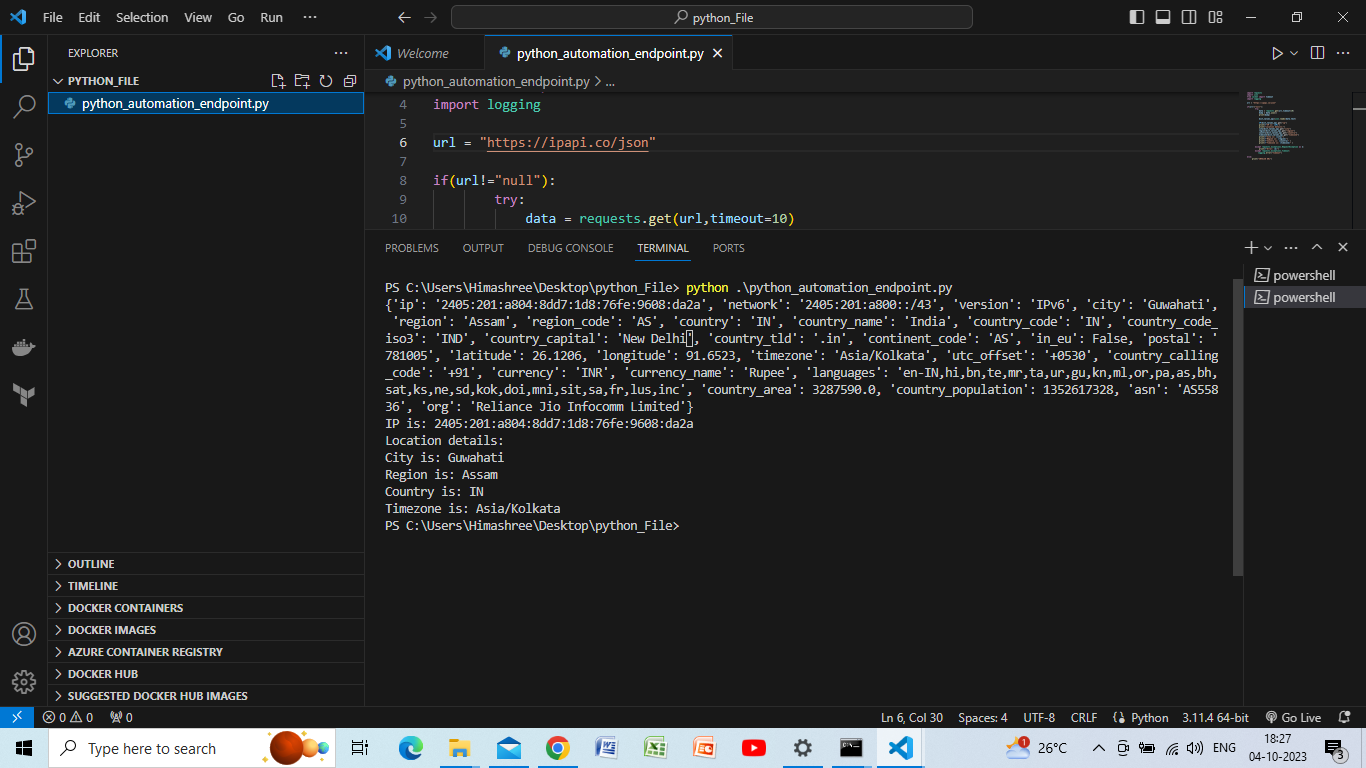 File Edit Selection View Go Run ···
python_File
EXPLORER ···
PYTHON_FILE
python_automation_endpoint.py
Welcome
python_automation_endpoint.py
python_automation_endpoint.py > ...
4 import logging
5
6 url = "https://ipapi.co/json"
7
8 if(url!="null"):
9 try:
10 data = requests.get(url,timeout=10)
PROBLEMS OUTPUT DEBUG CONSOLE TERMINAL PORTS
powershell
powershell
PS C:\Users\Himashree\Desktop\python_File> python .\python_automation_endpoint.py
{'ip': '2405:201:a804:8dd7:1d8:76fe:9608:da2a', 'network': '2405:201:a800::/43', 'version': 'IPv6', 'city': 'Guwahati',
'region': 'Assam', 'region_code': 'AS', 'country': 'IN', 'country_name': 'India', 'country_code': 'IN', 'country_code_
iso3': 'IND', 'country_capital': 'New Delhi', 'country_tld': '.in', 'continent_code': 'AS', 'in_eu': False, 'postal': '
781005', 'latitude': 26.1206, 'longitude': 91.6523, 'timezone': 'Asia/Kolkata', 'utc_offset': '+0530', 'country_calling
_code': '+91', 'currency': 'INR', 'currency_name': 'Rupee', 'languages': 'en-IN,hi,bn,te,mr,ta,ur,gu,kn,ml,or,pa,as,bh,
sat,ks,ne,sd,kok,doi,mni,sit,sa,fr,lus,inc', 'country_area': 3287590.0, 'country_population': 1352617328, 'asn': 'AS558
36', 'org': 'Reliance Jio Infocomm Limited'}
IP is: 2405:201:a804:8dd7:1d8:76fe:9608:da2a
Location details:
City is: Guwahati
Region is: Assam
Country is: IN
Timezone is: Asia/Kolkata
PS C:\Users\Himashree\Desktop\python_File>
OUTLINE
TIMELINE
DOCKER CONTAINERS
DOCKER IMAGES
AZURE CONTAINER REGISTRY
DOCKER HUB
SUGGESTED DOCKER HUB IMAGES
0 0 0
Ln 6, Col 30 Spaces: 4 UTF-8 CRLF Python 3.11.4 64-bit Go Live
Type here to search
1 26°C ENG
18:27
04-10-2023
3